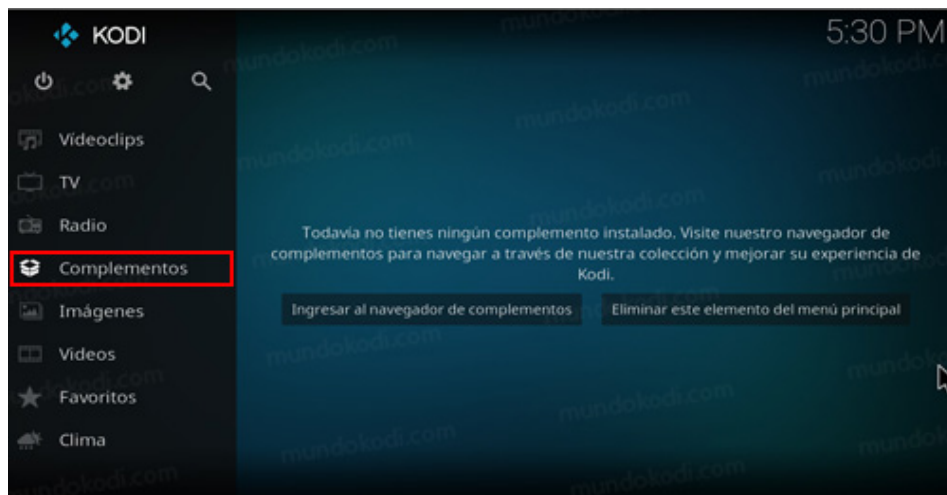 KODI
5:30 PM
Vídeoclips
TV
Radio
Complementos
Imágenes
Vídeos
Favoritos
Clima
Todavía no tienes ningún complemento instalado. Visite nuestro navegador de
complementos para navegar a través de nuestra colección y mejorar su experiencia de
Kodi.
Ingresar al navegador de complementos
Eliminar este elemento del menú principal
mundokodi.com